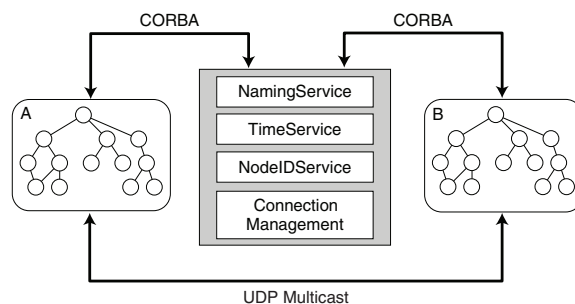 CORBA
CORBA
A
NamingService
TimeService
NodeIDService
Connection
Management
B
UDP Multicast